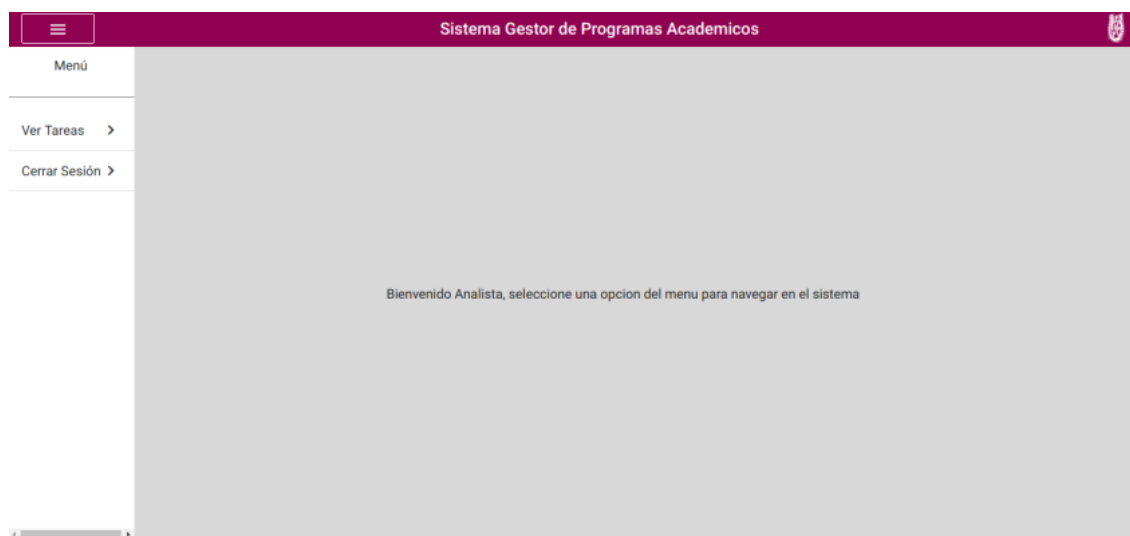 Sistema Gestor de Programas Academicos
Menú
Ver Tareas
Cerrar Sesión
Bienvenido Analista, seleccione una opcion del menu para navegar en el sistema